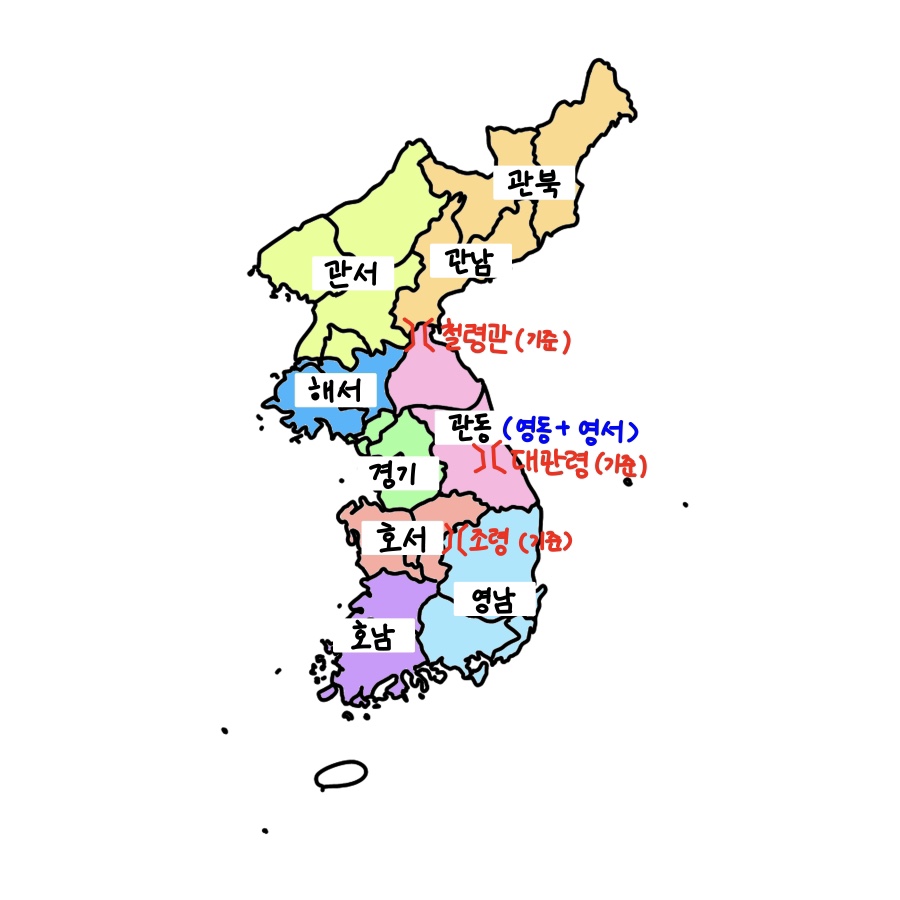 관북
관남
관서
철령관 (기준)
해서
관동 (영동 + 영서)
대관령 (기준)
경기
호서
조령 (기준)
영남
호남